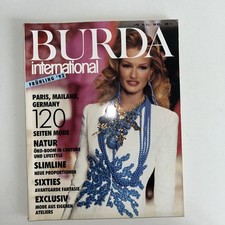 BURDA
international
FRÜHLING '93
PARIS, MAILAND,
GERMANY
120
SEITEN MODE
NATUR
ÖKO-BOOM IN COUTURE
UND LIFESTYLE
SLIMLINE
NEUE PROPORTIONEN
SIXTIES
AVANTGARDE FANTASIE
EXCLUSIV
MODE AUS EIGENEN
ATELIERS